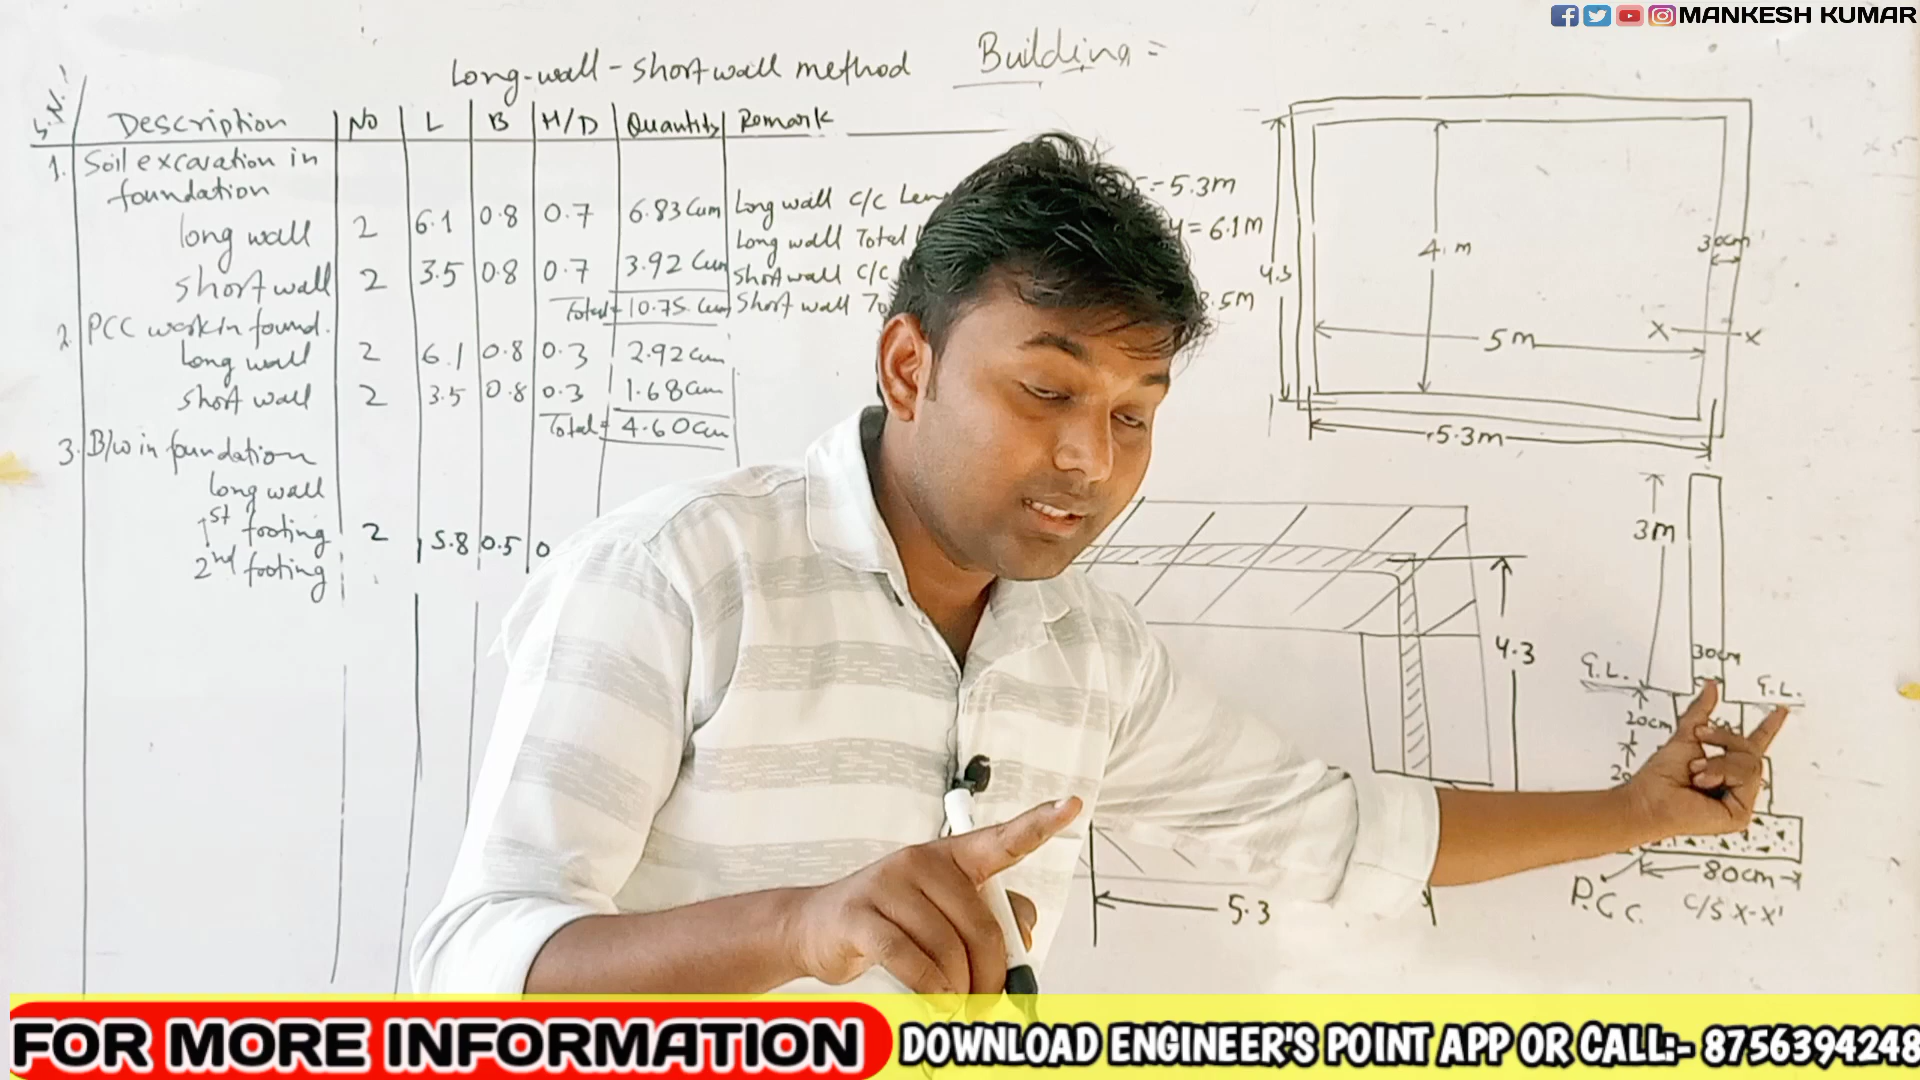 MANKESH KUMAR
Long-wall - Short wall method Building =
S.N. Description No L B H/D Quantity Remark
1. Soil excavation in
foundation
long wall 2 6.1 0.8 0.7 6.83 Cum
short wall 2 3.5 0.8 0.7 3.92 Cum
Total = 10.75 Cum
2. PCC work in found.
Long wall 2 6.1 0.8 0.3 2.92 Cum
short wall 2 3.5 0.8 0.3 1.68 Cum
Total = 4.60 Cum
3. B/w in foundation
Long wall
1st footing 2 5.8 0.5 0
2nd footing
Long wall C/C Len 5.3m
Long wall Total = 6.1m
Short wall C/C
Short wall To .5m
4.3
4. m
30cm
X X
5m
5.3m
3m
30cm
G.L. G.L.
20cm
4.3
5.3
80cm
P.C.C. C/S X-X'
FOR MORE INFORMATION DOWNLOAD ENGINEER'S POINT APP OR CALL:- 8756394248